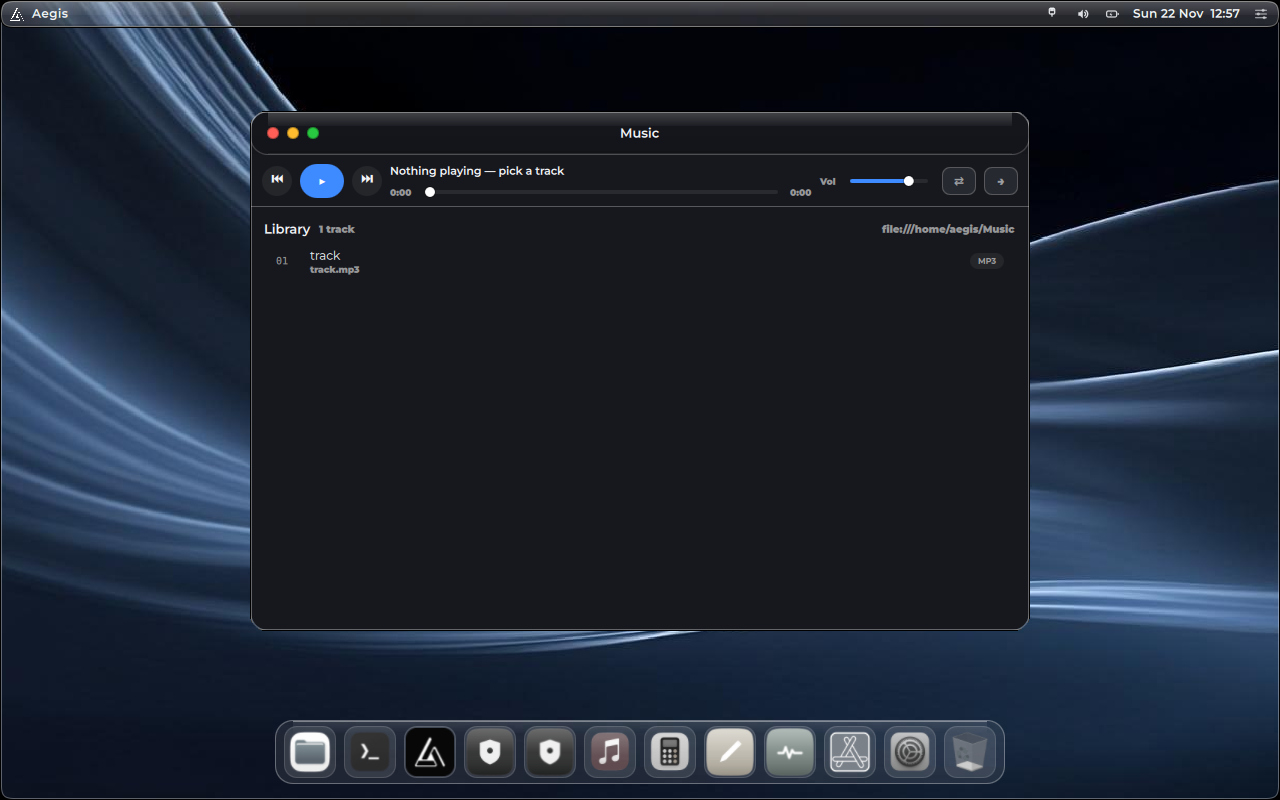 Aegis
Sun 22 Nov 12:57
Music
Nothing playing — pick a track
0:00
0:00
Vol
Library 1 track
file:///home/aegis/Music
01
track
track.mp3
MP3